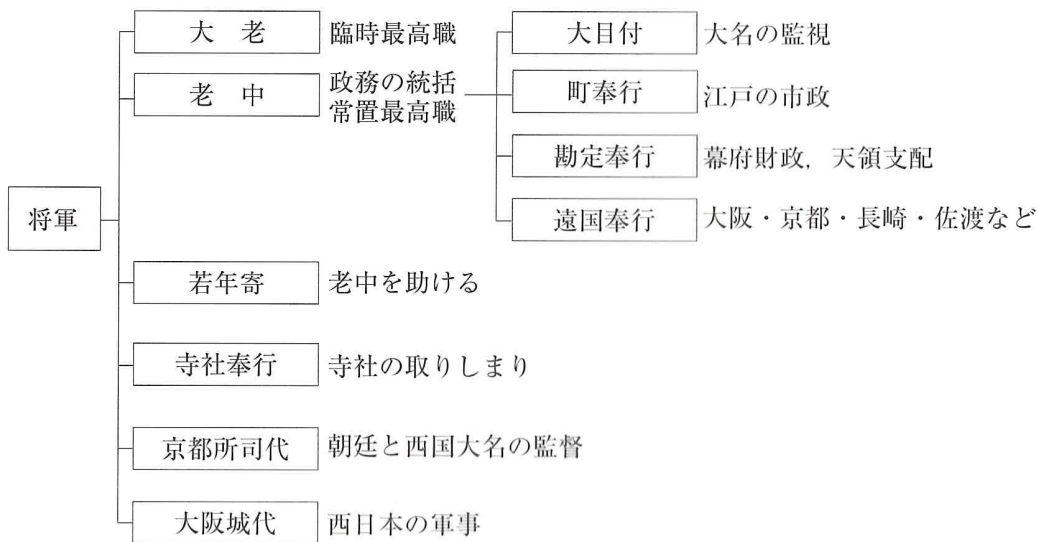 大 老 臨時最高職
老 中 政務の統括
常置最高職
大目付 大名の監視
町奉行 江戸の市政
勘定奉行 幕府財政，天領支配
遠国奉行 大阪・京都・長崎・佐渡など
将軍
若年寄 老中を助ける
寺社奉行 寺社の取りしまり
京都所司代 朝廷と西国大名の監督
大阪城代 西日本の軍事